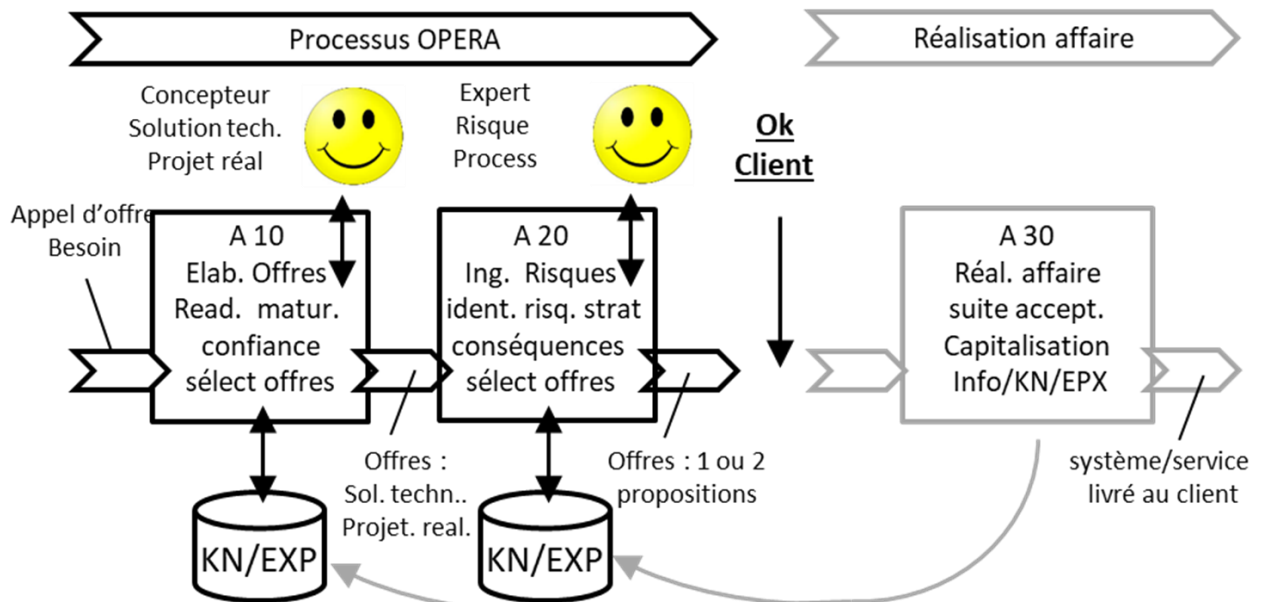 Processus OPERA
Réalisation affaire
Concepteur
Solution tech.
Projet réal
Expert
Risque
Process
Ok
Client
Appel d'offre
Besoin
A 10
Elab. Offres
Read. matur.
confiance
sélect offres
A 20
Ing. Risques
ident. risq. strat
conséquences
sélect offres
A 30
Réal. affaire
suite accept.
Capitalisation
Info/KN/EPX
Offres :
Sol. techn..
Projet. real.
Offres : 1 ou 2
propositions
système/service
livré au client
KN/EXP
KN/EXP